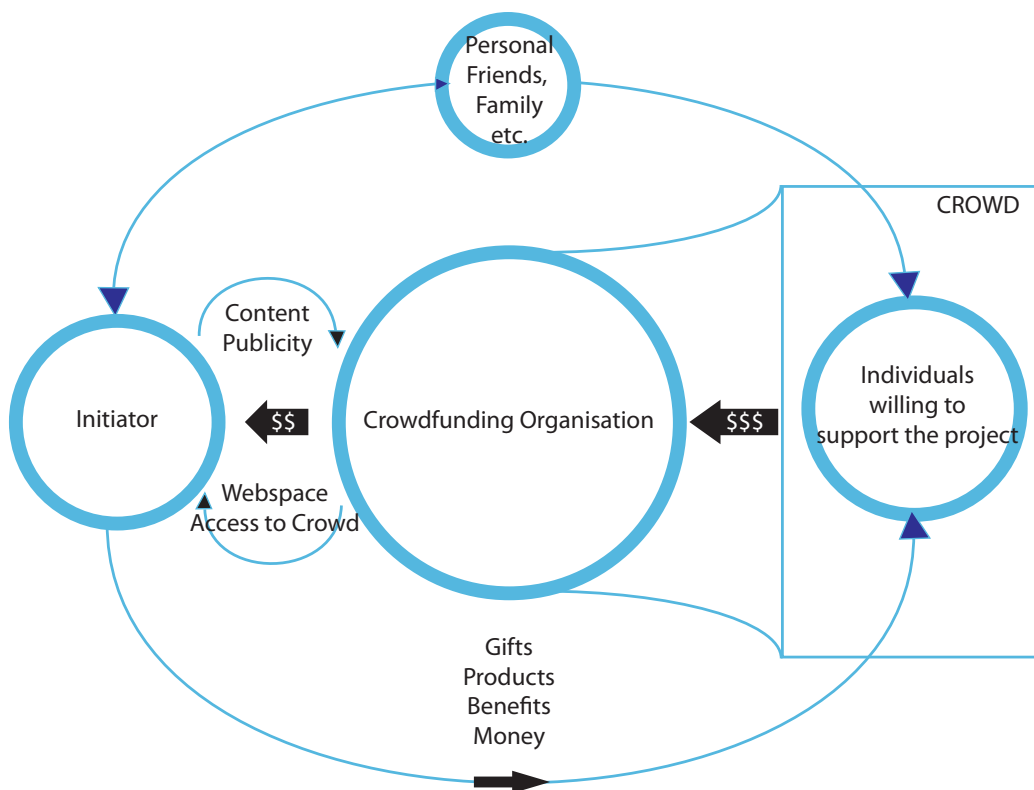 Personal
Friends,
Family
etc.
CROWD
Content
Publicity
Initiator
$$
Crowdfunding Organisation
$$$
Individuals
willing to
support the project
Webspace
Access to Crowd
Gifts
Products
Benefits
Money